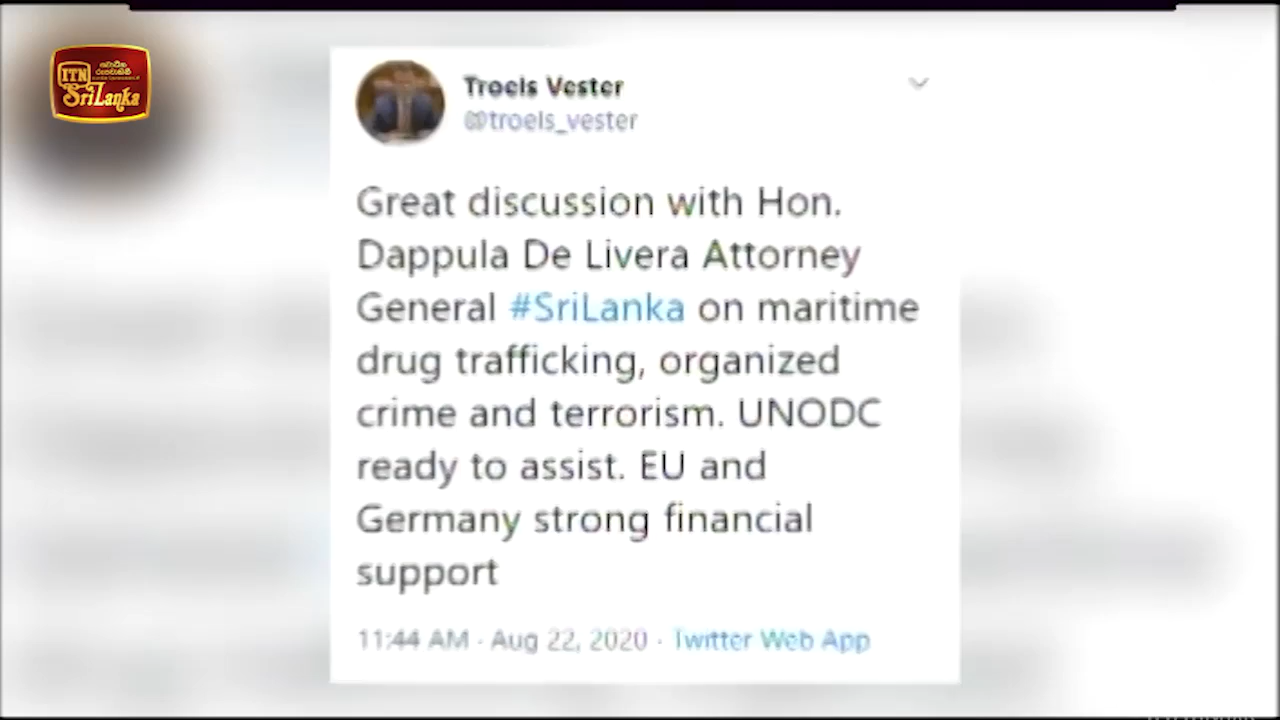 ITN
Sri Lanka
Troels Vester
@troels_vester
Great discussion with Hon.
Dappula De Livera Attorney
General #SriLanka on maritime
drug trafficking, organized
crime and terrorism. UNODC
ready to assist. EU and
Germany strong financial
support
11:44 AM · Aug 22, 2020 · Twitter Web App